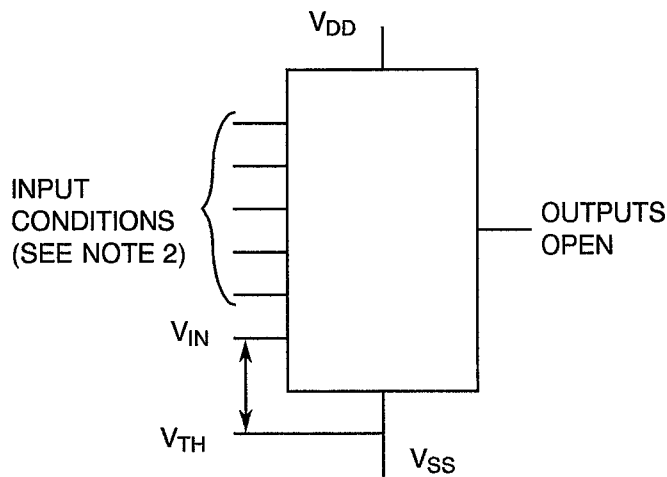 VDD
INPUT
CONDITIONS
(SEE NOTE 2)
OUTPUTS
OPEN
VIN
VTH
VSS